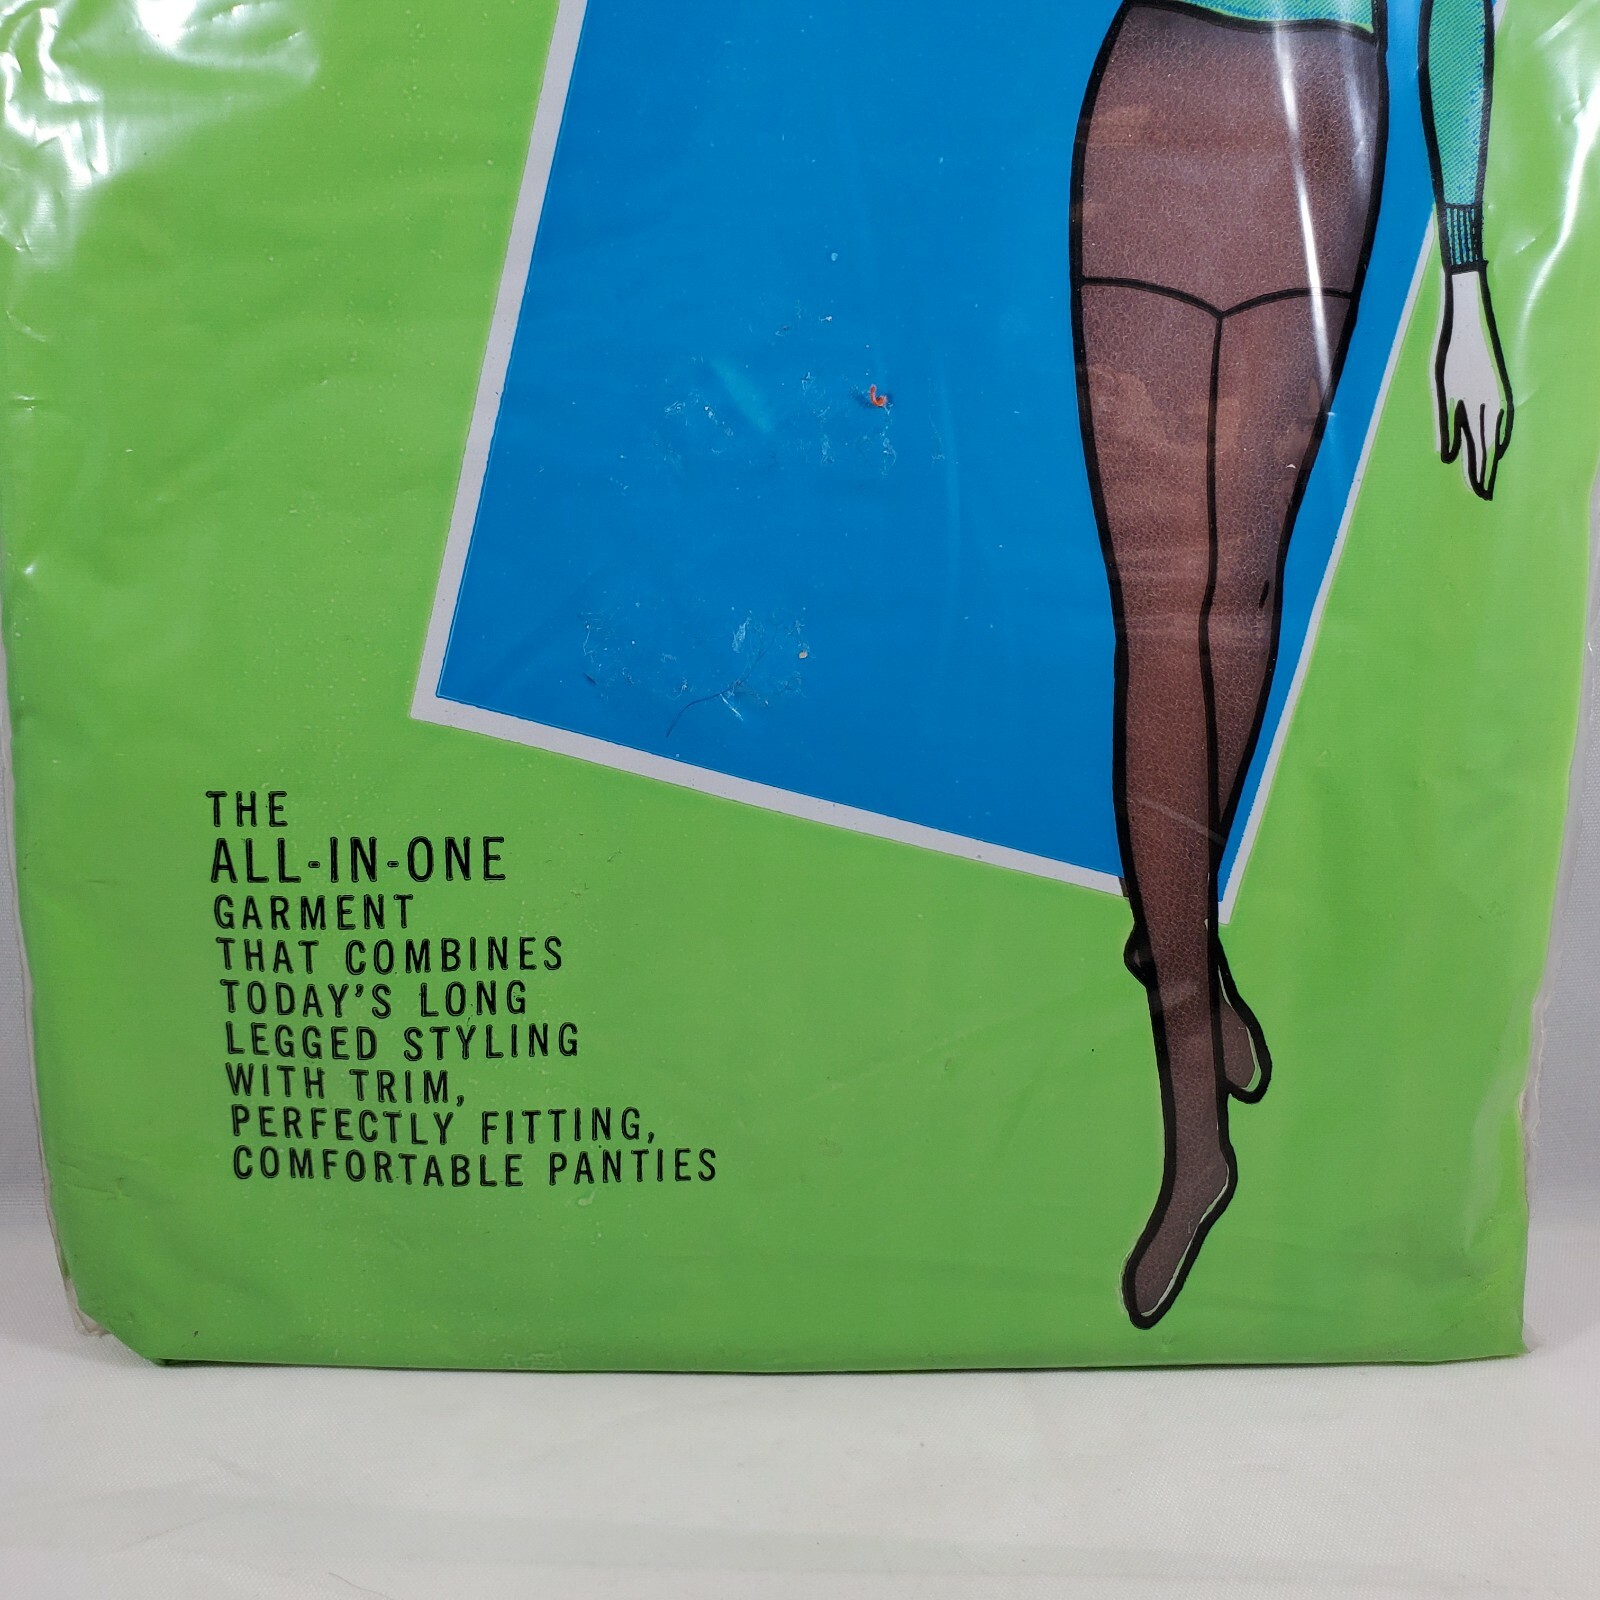 THE
ALL-IN-ONE
GARMENT
THAT COMBINES
TODAY'S LONG
LEGGED STYLING
WITH TRIM,
PERFECTLY FITTING,
COMFORTABLE PANTIES